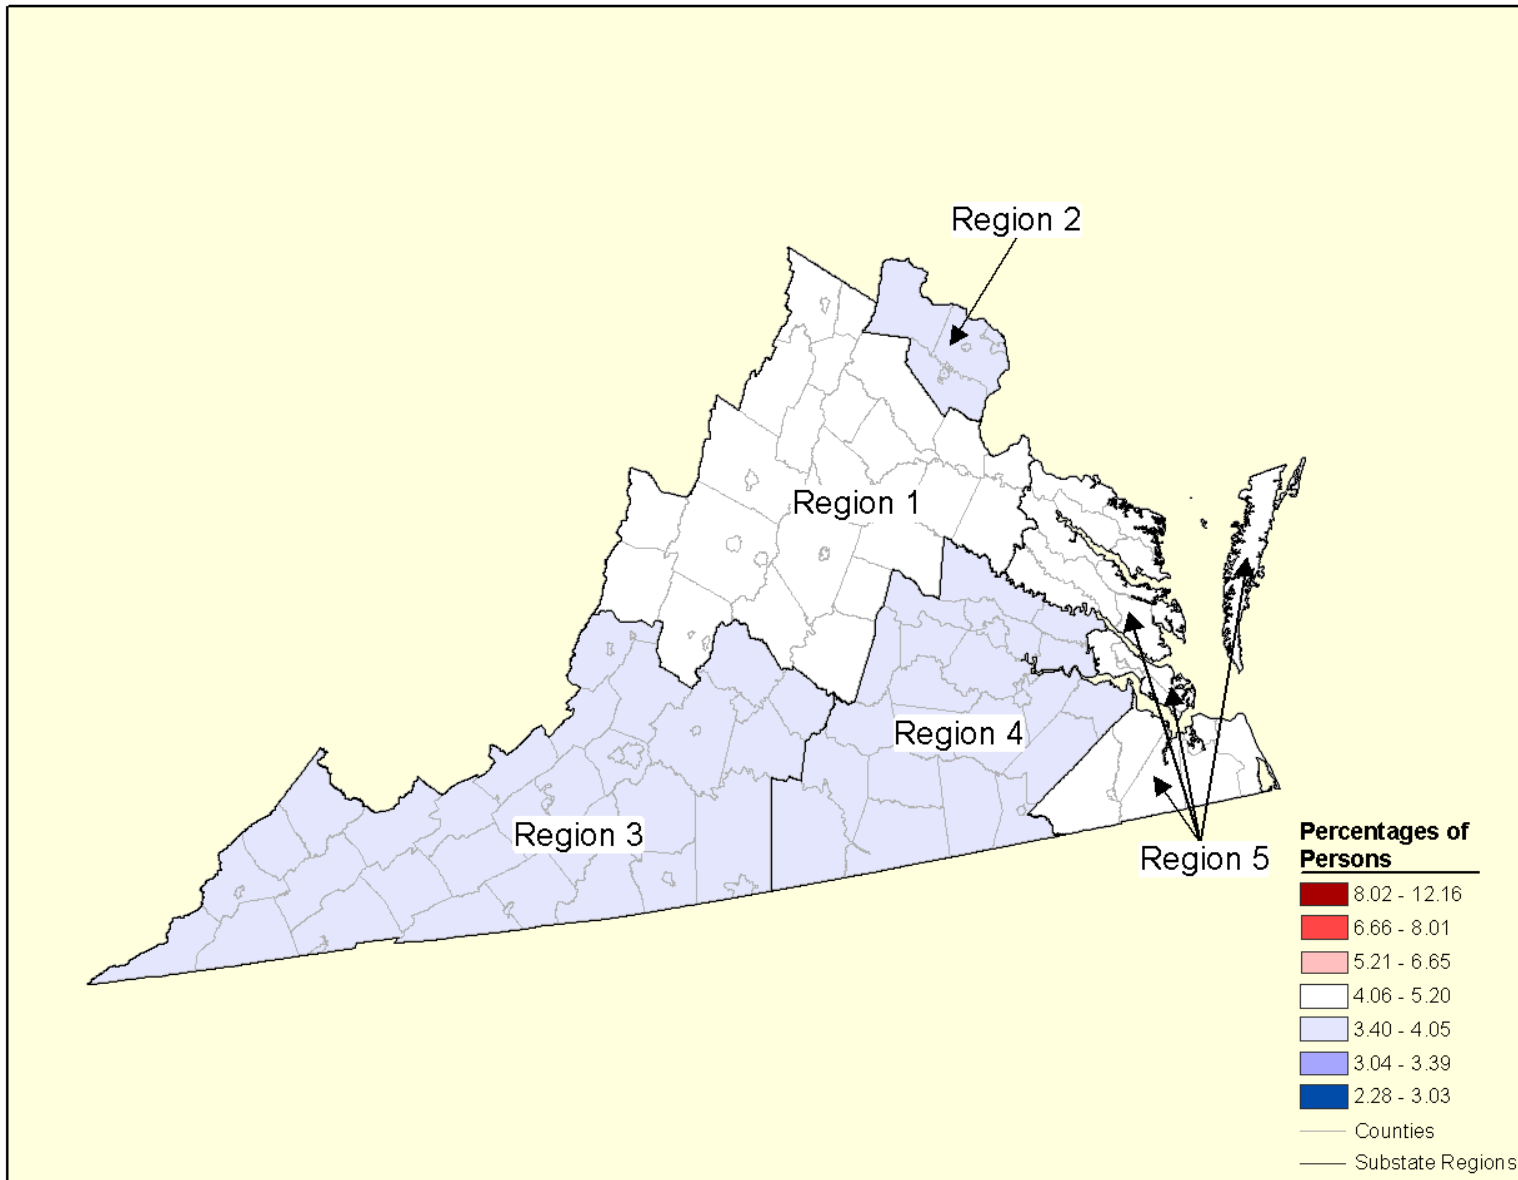 Region 2
Region 1
Region 4
Region 3
Region 5
Percentages of
Persons
8.02 - 12.16
6.66 - 8.01
5.21 - 6.65
4.06 - 5.20
3.40 - 4.05
3.04 - 3.39
2.28 - 3.03
Counties
Substate Regions